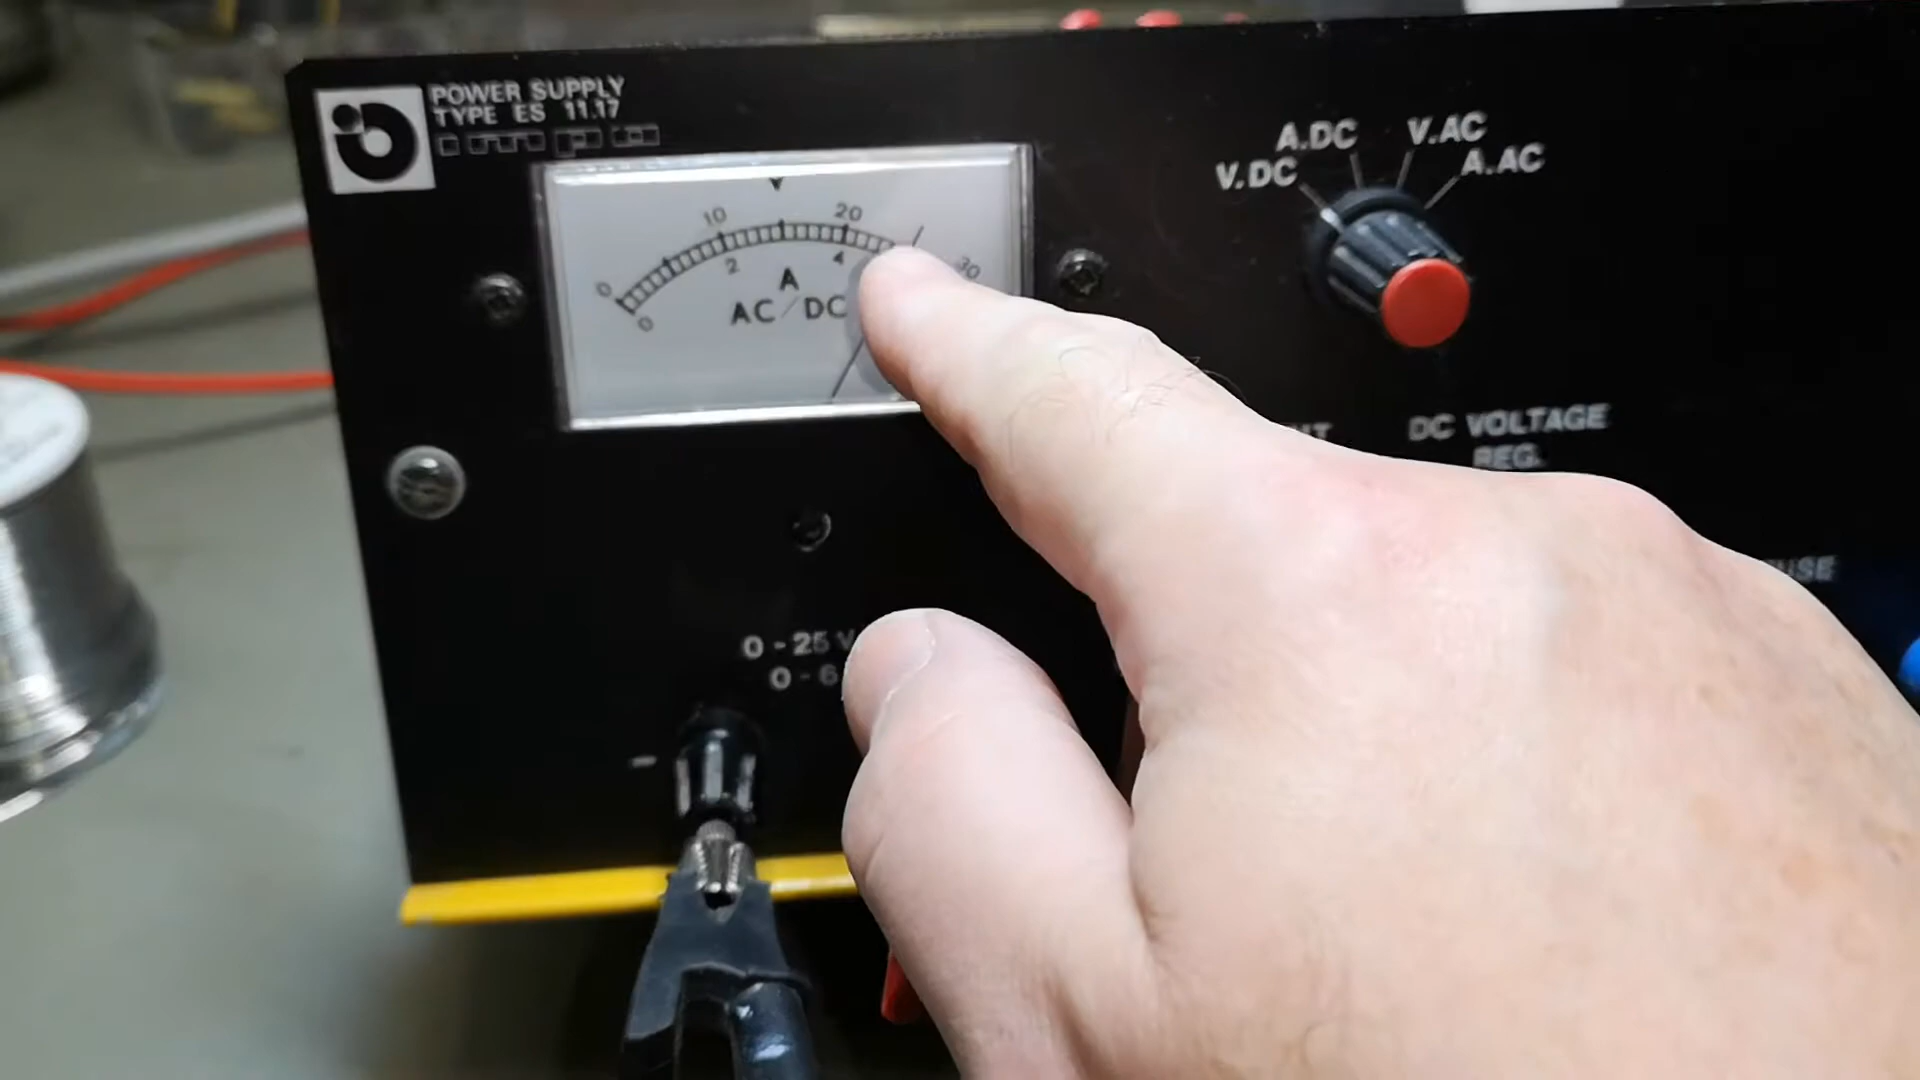 POWER SUPPLY
TYPE ES 11.17
V.DC
A.DC
V.AC
A.AC
10
20
30
0
2
4
0
A
AC/DC
DC VOLTAGE
REG.
0-25 V
0-6
-